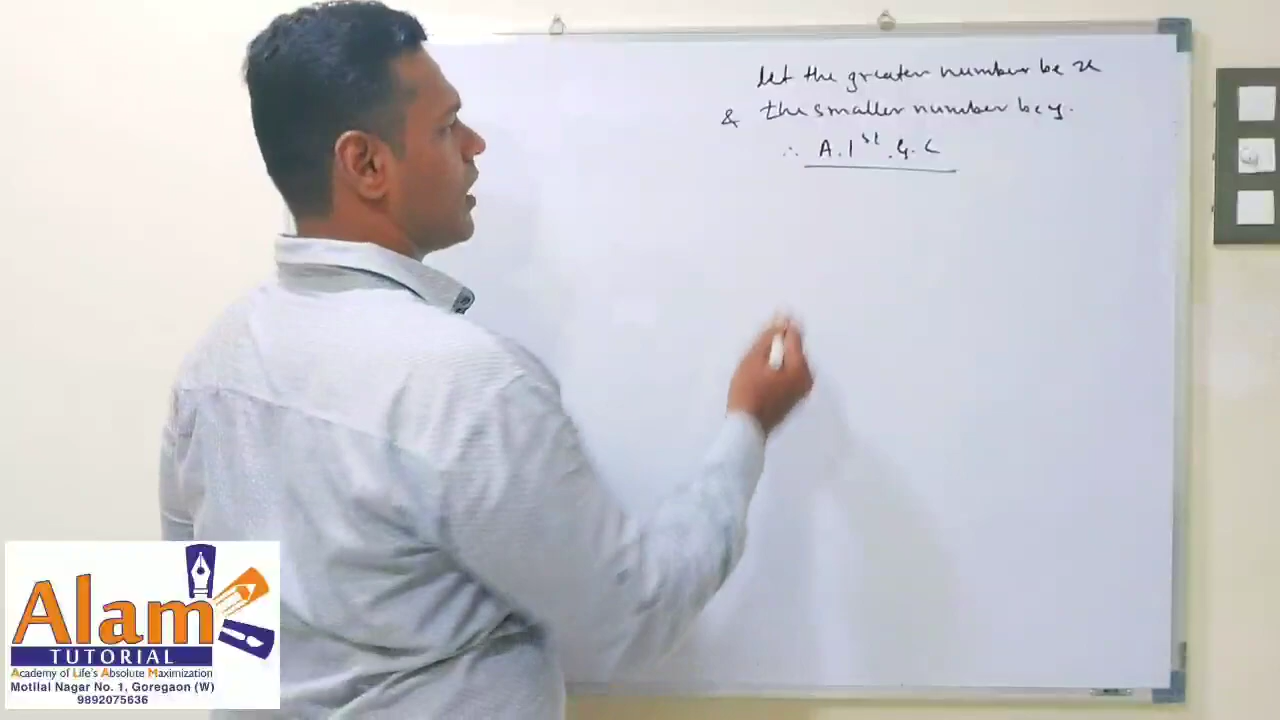 let the greater number be x
& the smaller number be y.
∴ A.1st.G.C
Alam
TUTORIAL
Academy of Life's Absolute Maximization
Motilal Nagar No. 1, Goregaon (W)
9892075636